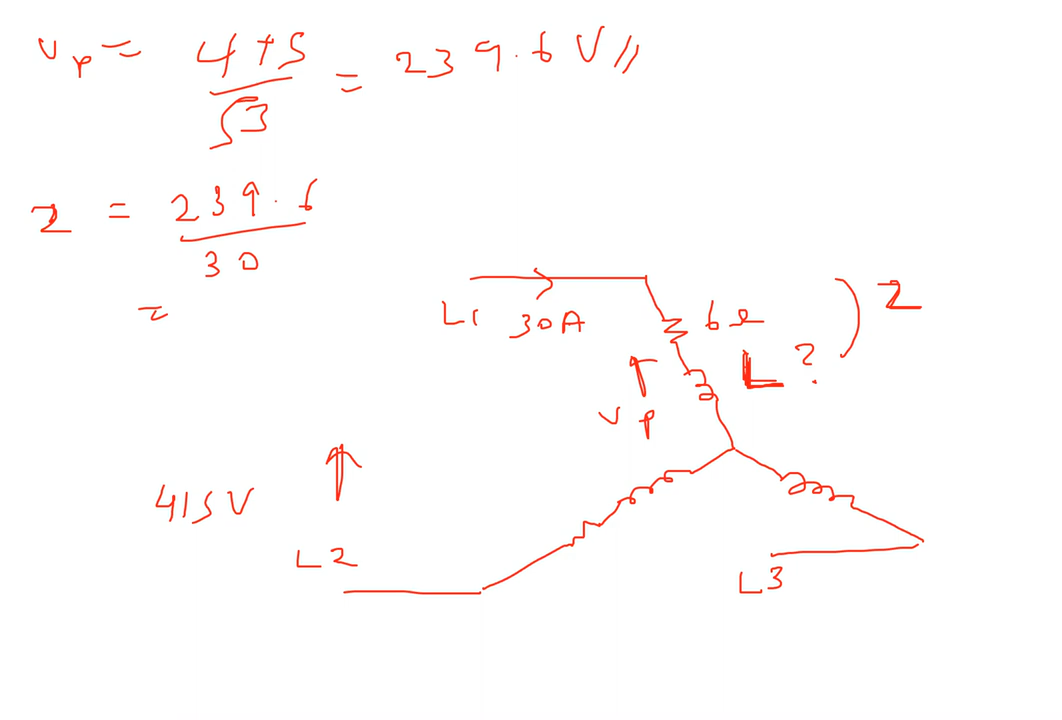 Vp = 415/√3 = 239.6 V //
Z = 239.6/30
=
L1 30A 6Ω ) Z
L ?
Vp
415V
L2
L3